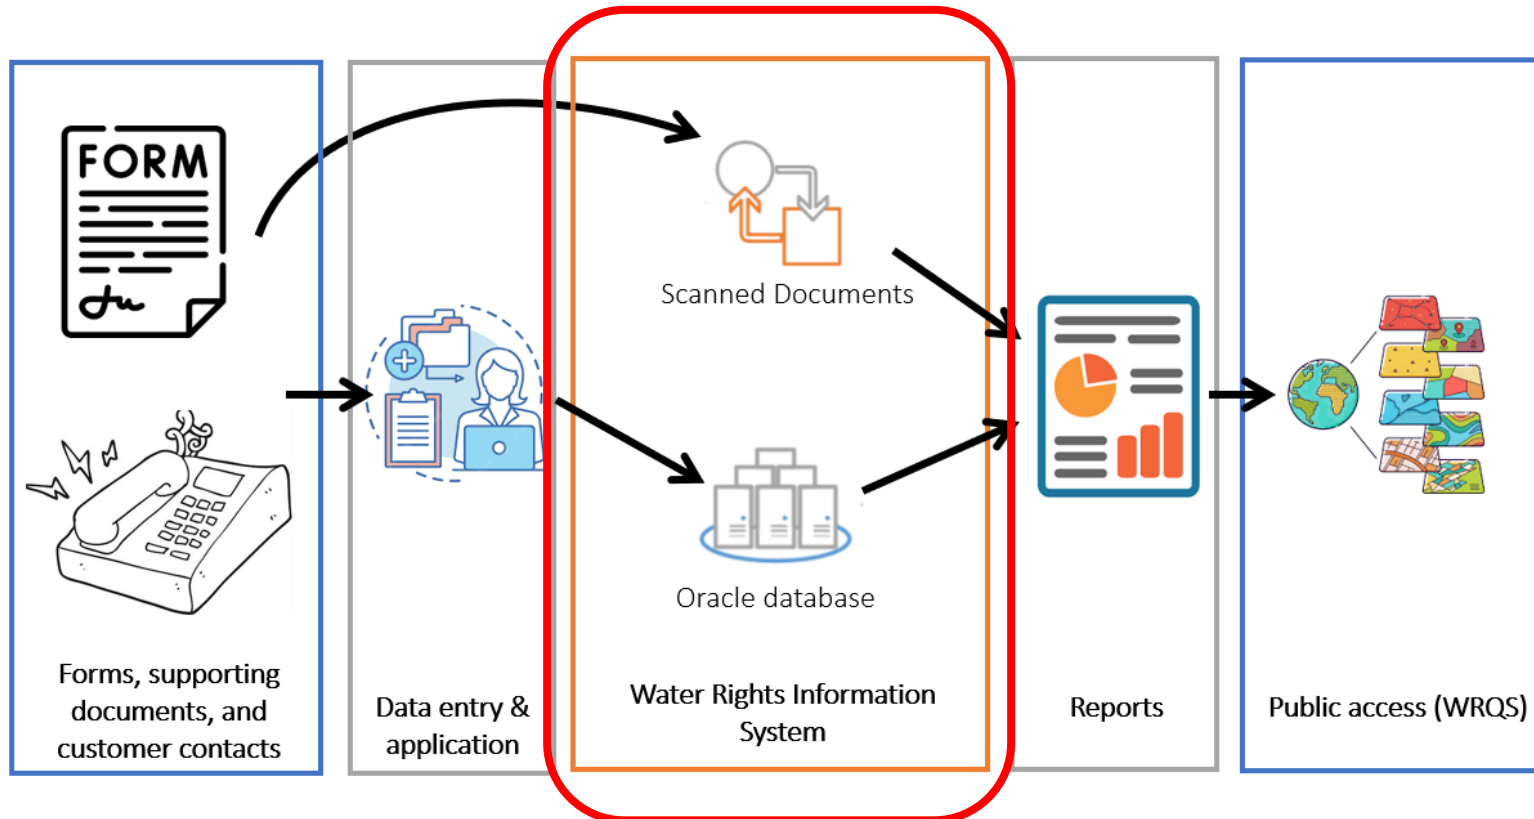 FORM
Scanned Documents
Oracle database
Forms, supporting
documents, and
customer contacts
Data entry &
application
Water Rights Information
System
Reports
Public access (WRQS)